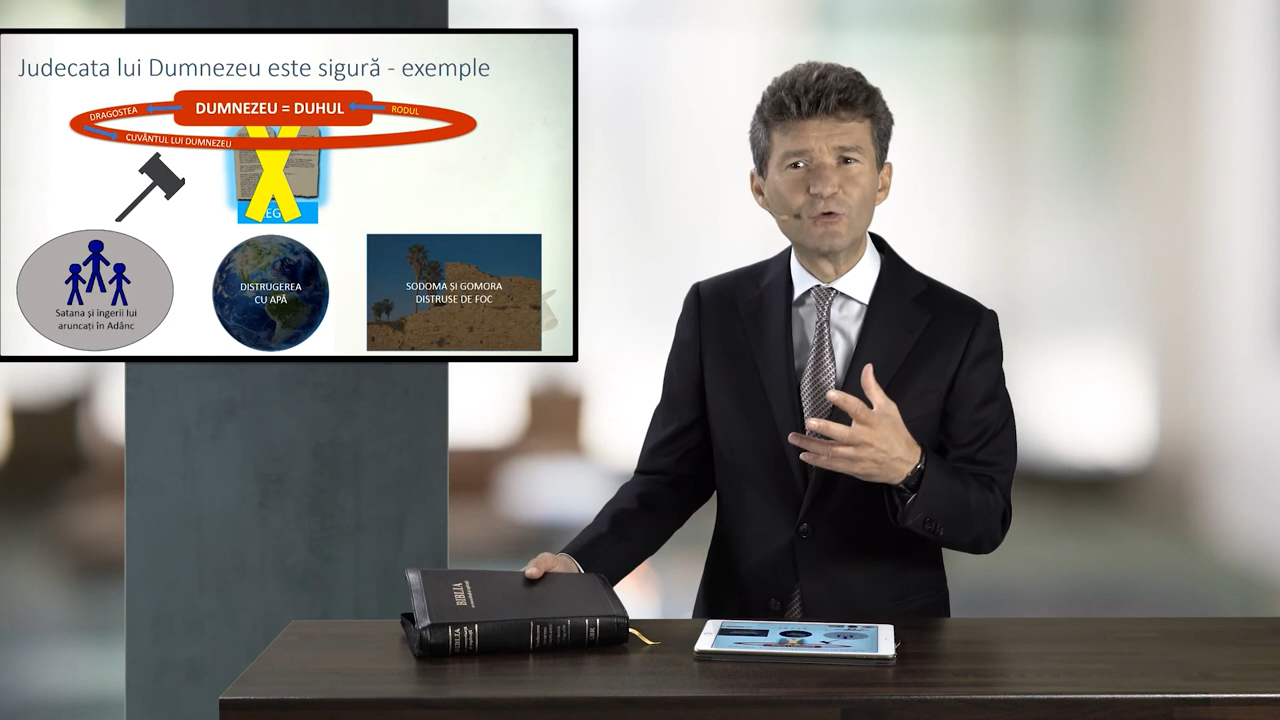 Judecata lui Dumnezeu este sigură - exemple
DUMNEZEU = DUHUL
DRAGOSTEA
RODUL
CUVÂNTUL LUI DUMNEZEU
Satana și îngerii lui
aruncați în Adânc
DISTRUGEREA
CU APĂ
SODOMA ȘI GOMORA
DISTRUSE DE FOC
BIBLIA